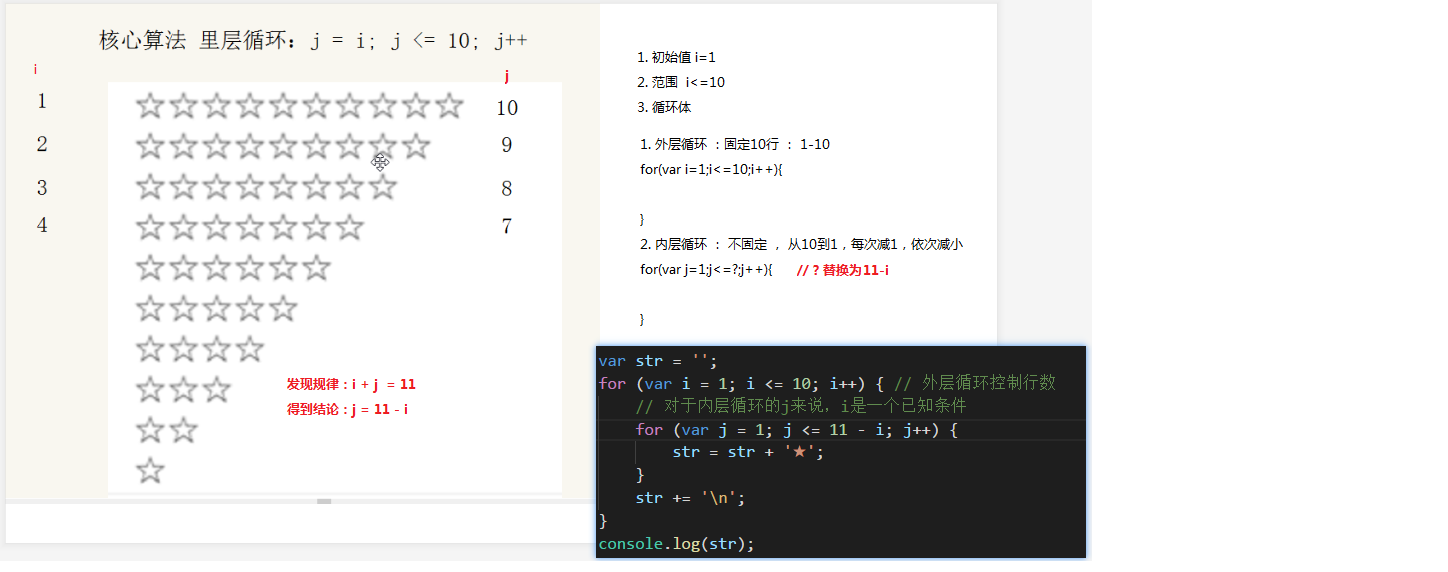 核心算法 里层循环：j = i; j <= 10; j++
i
j
1
☆☆☆☆☆☆☆☆☆☆
10
2
☆☆☆☆☆☆☆☆☆
9
3
☆☆☆☆☆☆☆☆
8
4
☆☆☆☆☆☆☆
7
☆☆☆☆☆☆
☆☆☆☆☆
☆☆☆☆
☆☆☆
☆☆
☆
发现规律：i + j = 11
得到结论：j = 11 - i
1. 初始值 i=1
2. 范围 i<=10
3. 循环体
1. 外层循环 ：固定10行 ： 1-10
for(var i=1;i<=10;i++){
}
2. 内层循环 ： 不固定 ， 从10到1，每次减1，依次减小
for(var j=1;j<=?;j++){ // ? 替换为11-i
}
var str = '';
for (var i = 1; i <= 10; i++) { // 外层循环控制行数
// 对于内层循环的j来说，i是一个已知条件
for (var j = 1; j <= 11 - i; j++) {
str = str + '★';
}
str += '\n';
}
console.log(str);